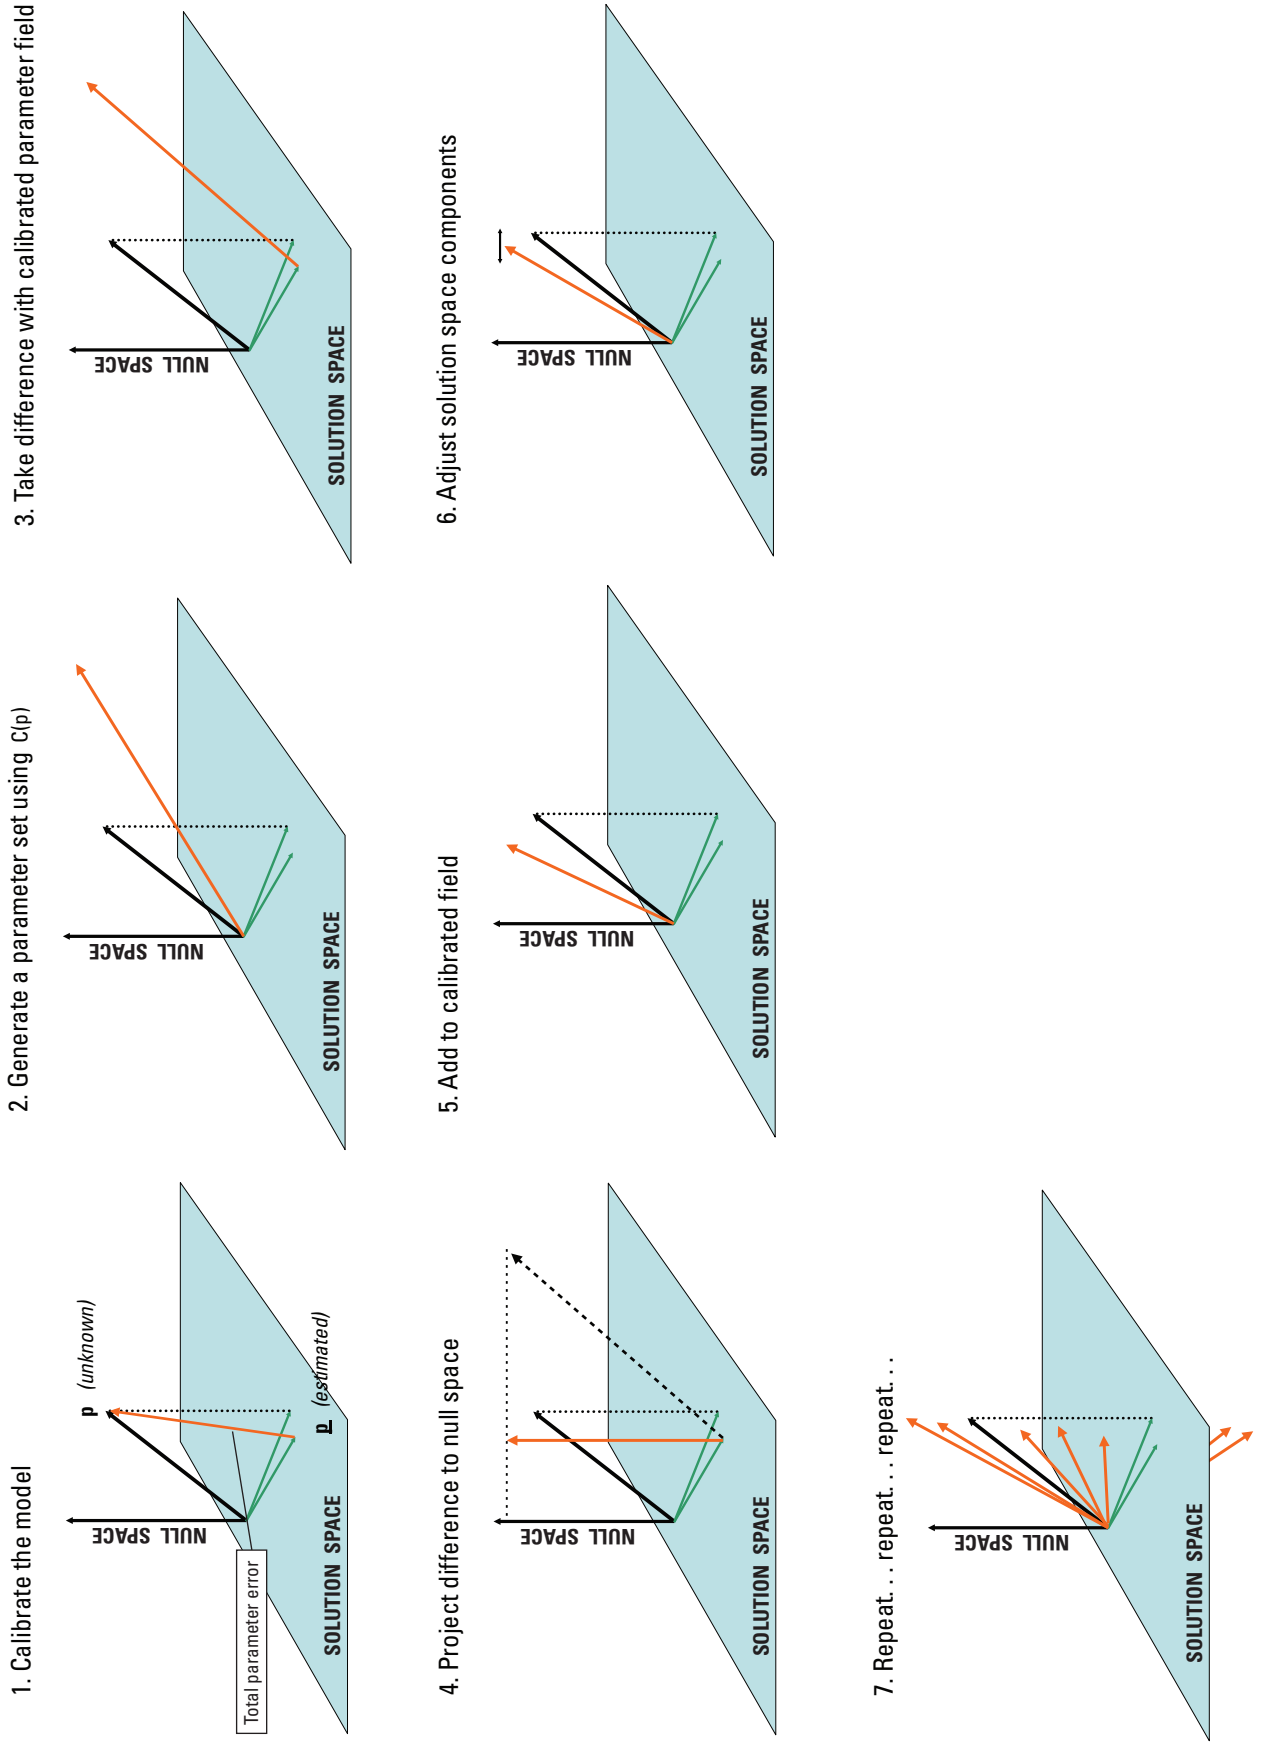 1. Calibrate the model
p (unknown)
NULL SPACE
Total parameter error
p (estimated)
SOLUTION SPACE
2. Generate a parameter set using C(p)
NULL SPACE
SOLUTION SPACE
3. Take difference with calibrated parameter field
NULL SPACE
SOLUTION SPACE
4. Project difference to null space
NULL SPACE
SOLUTION SPACE
5. Add to calibrated field
NULL SPACE
SOLUTION SPACE
6. Adjust solution space components
NULL SPACE
SOLUTION SPACE
7. Repeat. . . repeat. . . repeat. . .
NULL SPACE
SOLUTION SPACE